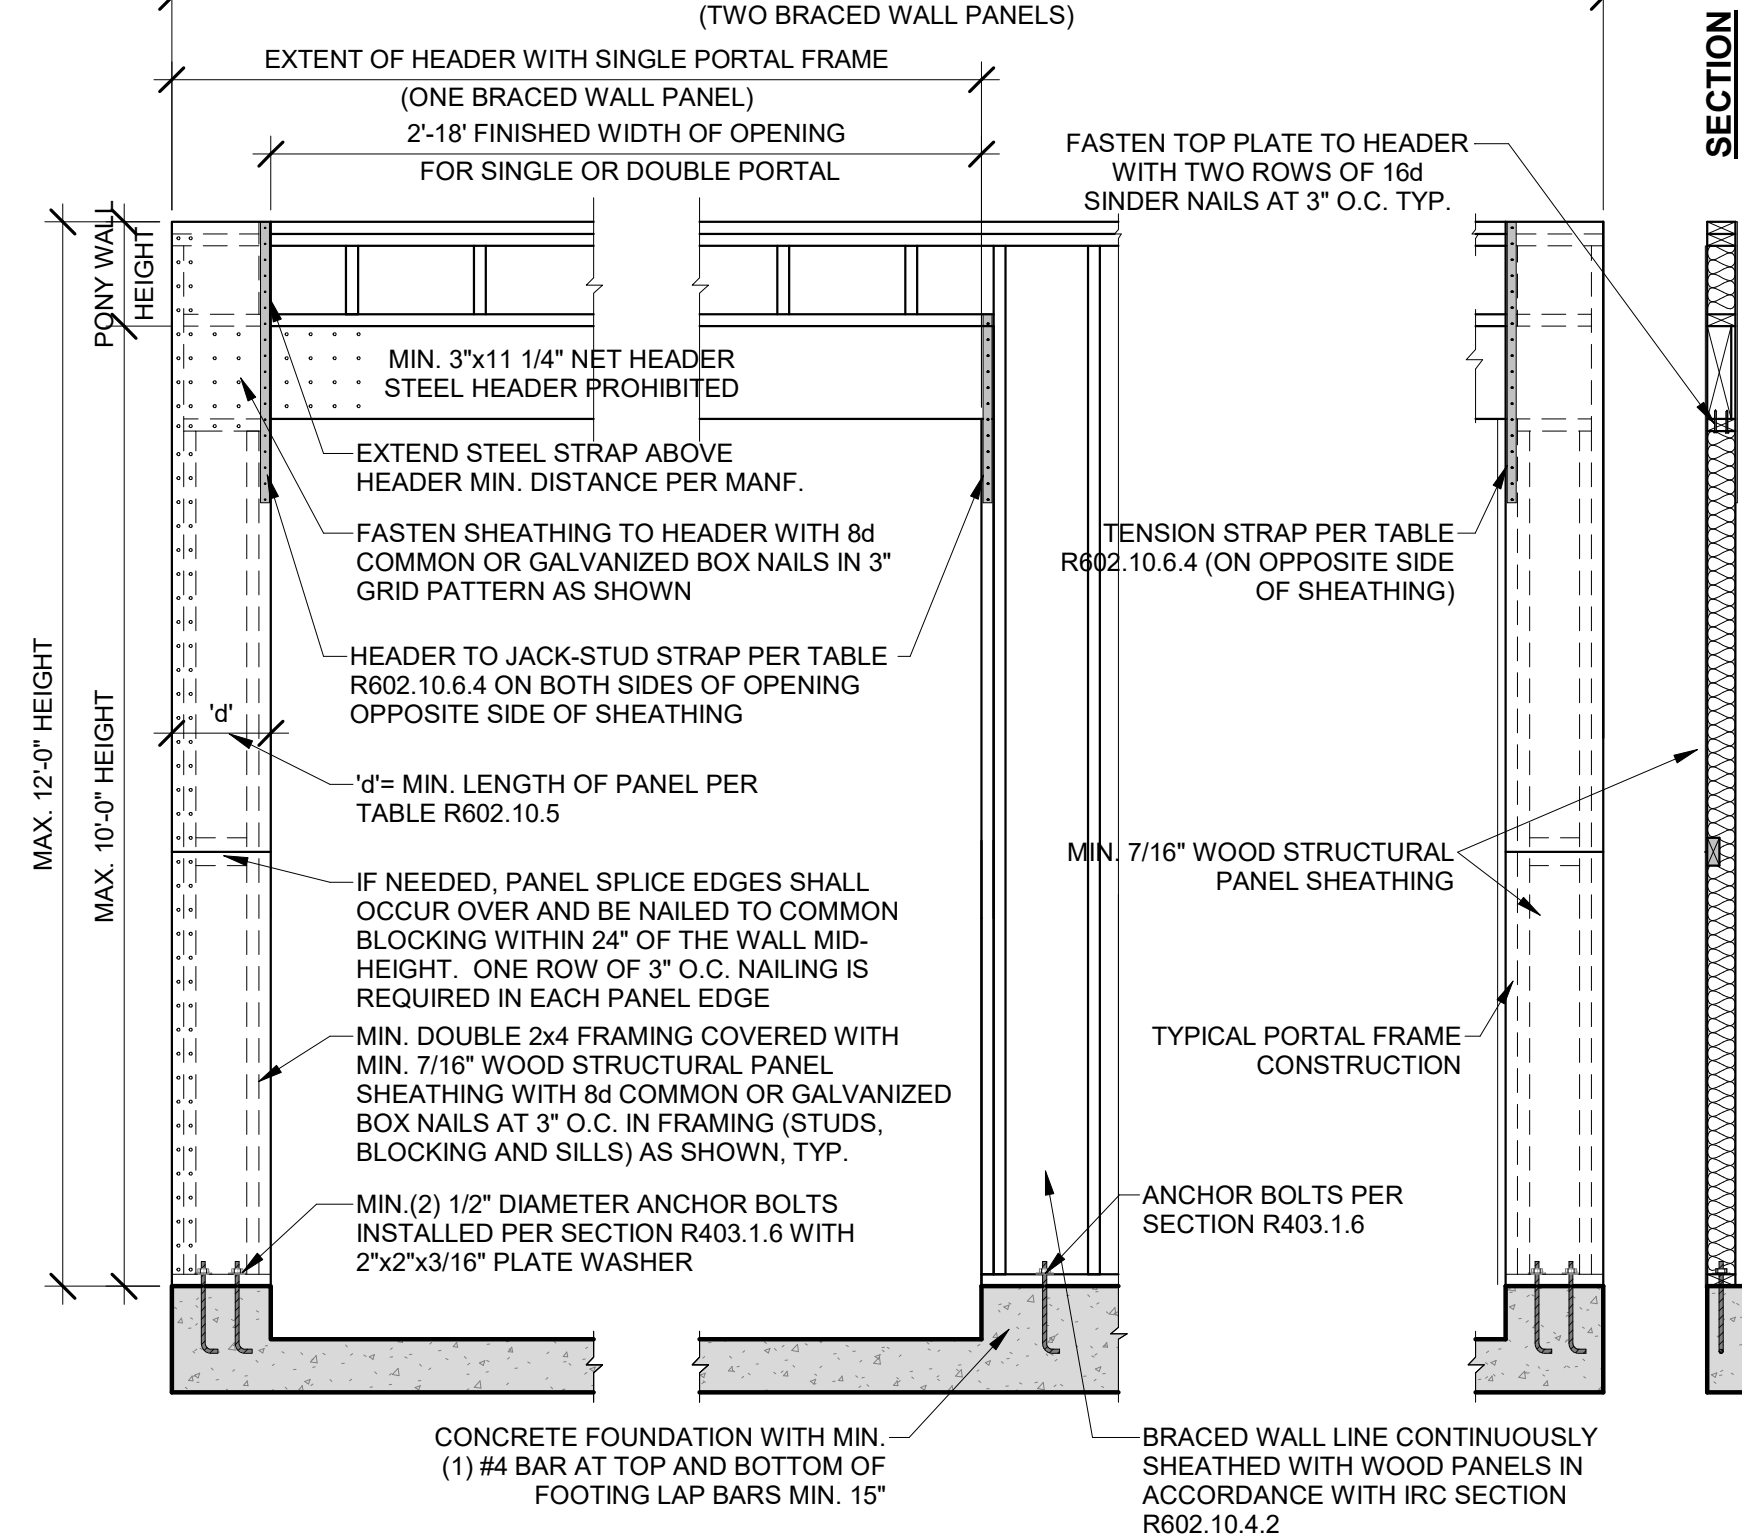 (TWO BRACED WALL PANELS)
EXTENT OF HEADER WITH SINGLE PORTAL FRAME
(ONE BRACED WALL PANEL)
2'-18' FINISHED WIDTH OF OPENING
FOR SINGLE OR DOUBLE PORTAL
SECTION
FASTEN TOP PLATE TO HEADER
WITH TWO ROWS OF 16d
SINDER NAILS AT 3" O.C. TYP.
PONY WALL
HEIGHT
MIN. 3"x11 1/4" NET HEADER
STEEL HEADER PROHIBITED
EXTEND STEEL STRAP ABOVE
HEADER MIN. DISTANCE PER MANF.
FASTEN SHEATHING TO HEADER WITH 8d
COMMON OR GALVANIZED BOX NAILS IN 3"
GRID PATTERN AS SHOWN
TENSION STRAP PER TABLE
R602.10.6.4 (ON OPPOSITE SIDE
OF SHEATHING)
HEADER TO JACK-STUD STRAP PER TABLE
R602.10.6.4 ON BOTH SIDES OF OPENING
OPPOSITE SIDE OF SHEATHING
MAX. 12'-0" HEIGHT
MAX. 10'-0" HEIGHT
'd'
'd'= MIN. LENGTH OF PANEL PER
TABLE R602.10.5
MIN. 7/16" WOOD STRUCTURAL
PANEL SHEATHING
IF NEEDED, PANEL SPLICE EDGES SHALL
OCCUR OVER AND BE NAILED TO COMMON
BLOCKING WITHIN 24" OF THE WALL MID-
HEIGHT. ONE ROW OF 3" O.C. NAILING IS
REQUIRED IN EACH PANEL EDGE
MIN. DOUBLE 2x4 FRAMING COVERED WITH
MIN. 7/16" WOOD STRUCTURAL PANEL
SHEATHING WITH 8d COMMON OR GALVANIZED
BOX NAILS AT 3" O.C. IN FRAMING (STUDS,
BLOCKING AND SILLS) AS SHOWN, TYP.
TYPICAL PORTAL FRAME
CONSTRUCTION
MIN.(2) 1/2" DIAMETER ANCHOR BOLTS
INSTALLED PER SECTION R403.1.6 WITH
2"x2"x3/16" PLATE WASHER
ANCHOR BOLTS PER
SECTION R403.1.6
CONCRETE FOUNDATION WITH MIN.
(1) #4 BAR AT TOP AND BOTTOM OF
FOOTING LAP BARS MIN. 15"
BRACED WALL LINE CONTINUOUSLY
SHEATHED WITH WOOD PANELS IN
ACCORDANCE WITH IRC SECTION
R602.10.4.2